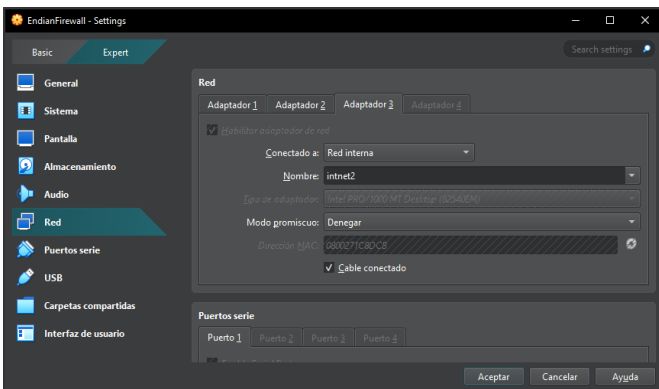 EndianFirewall - Settings
Basic Expert Search settings
General
Sistema
Pantalla
Almacenamiento
Audio
Red
Puertos serie
USB
Carpetas compartidas
Interfaz de usuario
Red
Adaptador 1 Adaptador 2 Adaptador 3 Adaptador 4
Habilitar adaptador de red
Conectado a: Red interna
Nombre: intnet2
Tipo de adaptador: Intel PRO/1000 MT Desktop (82540EM)
Modo promiscuo: Denegar
Dirección MAC: 0800271C8DCB
Cable conectado
Puertos serie
Puerto 1 Puerto 2 Puerto 3 Puerto 4
Aceptar Cancelar Ayuda